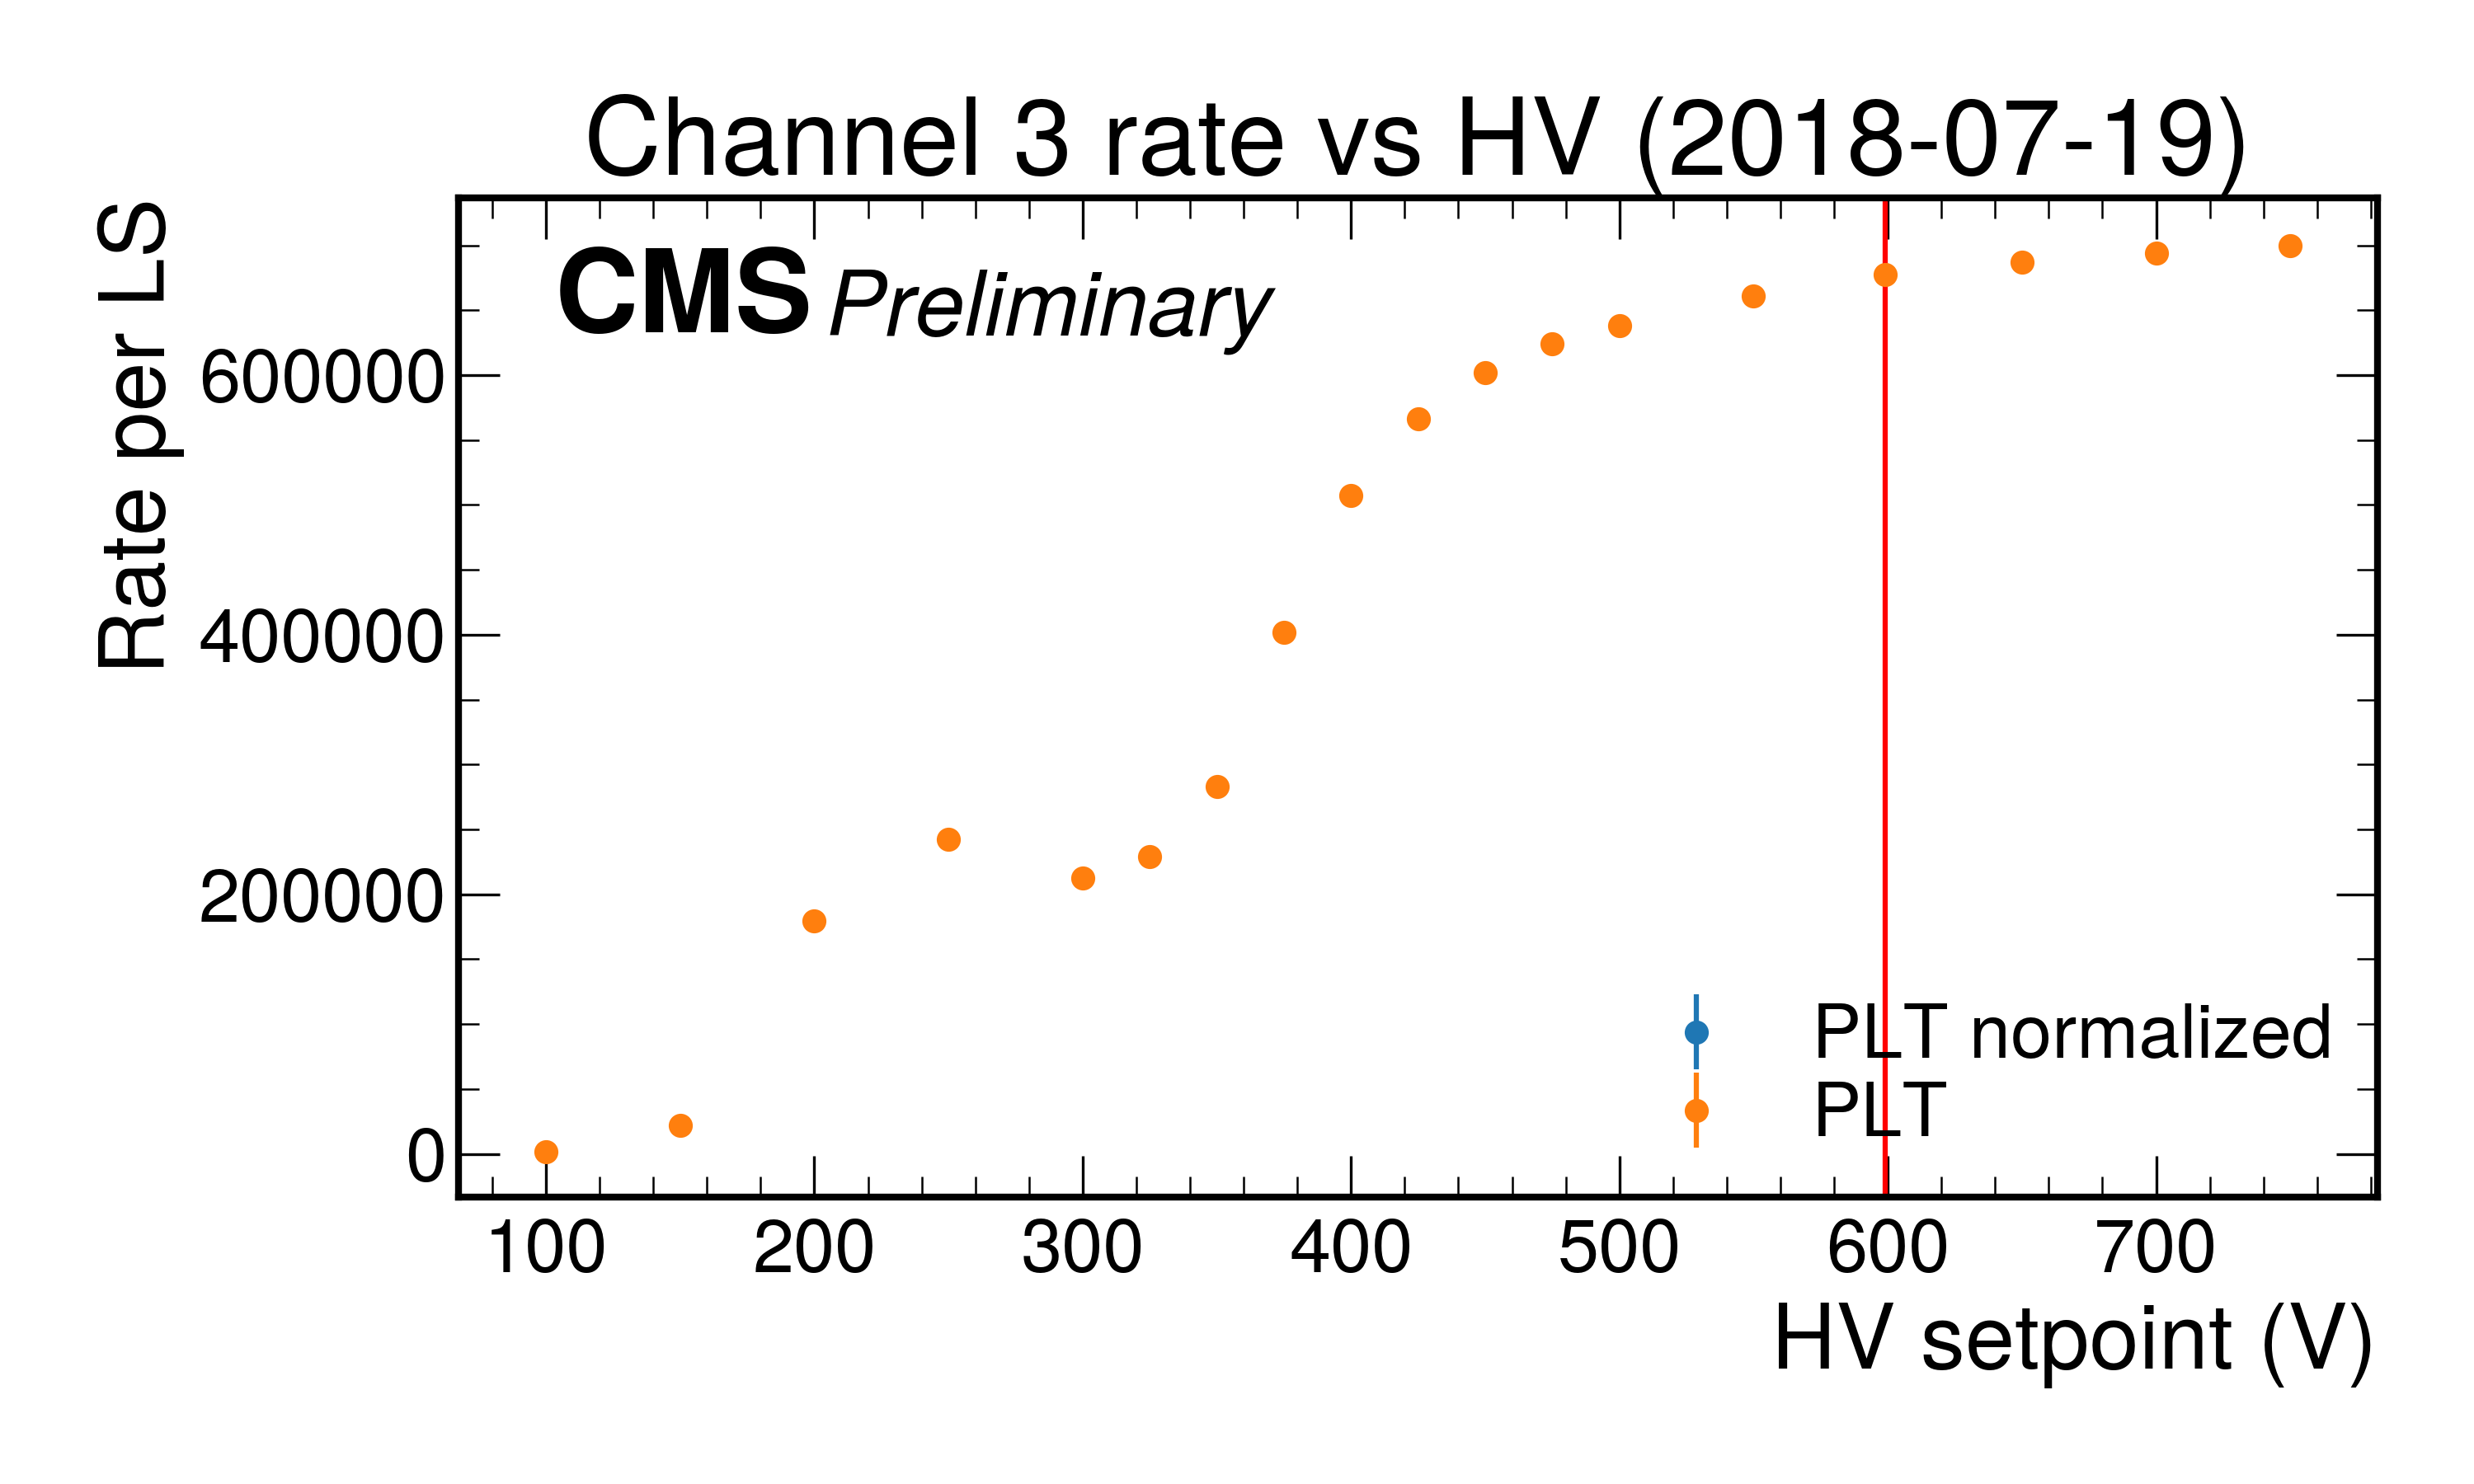 Channel 3 rate vs HV (2018-07-19)
CMS Preliminary
Rate per LS
600000
400000
200000
0
PLT normalized
PLT
100 200 300 400 500 600 700
HV setpoint (V)